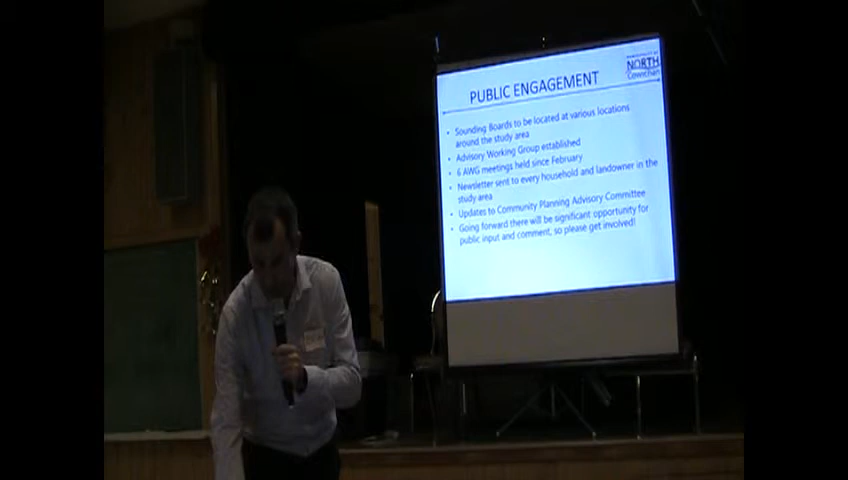 NORTH
Cowichan
PUBLIC ENGAGEMENT
• Sounding Boards to be located at various locations
around the study area
• Advisory Working Group established
• 6 AWG meetings held since February
• Newsletter sent to every household and landowner in the
study area
• Updates to Community Planning Advisory Committee
• Going forward there will be significant opportunity for
public input and comment, so please get involved!